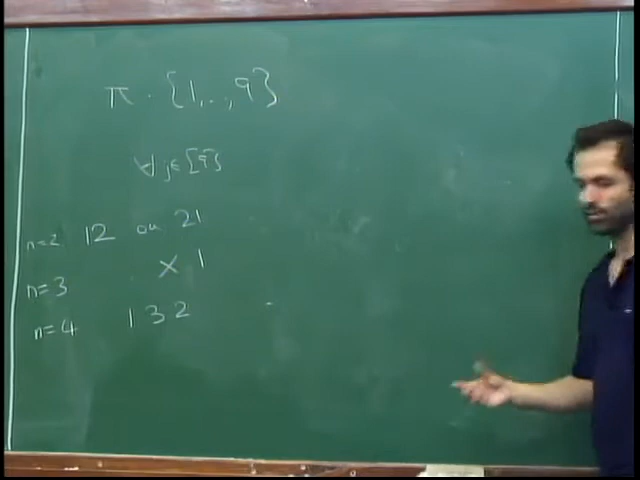 π . {1,..,9}
∀ j ∈ [9]
n=2 12 ou 21
n=3 X 1
n=4 1 3 2